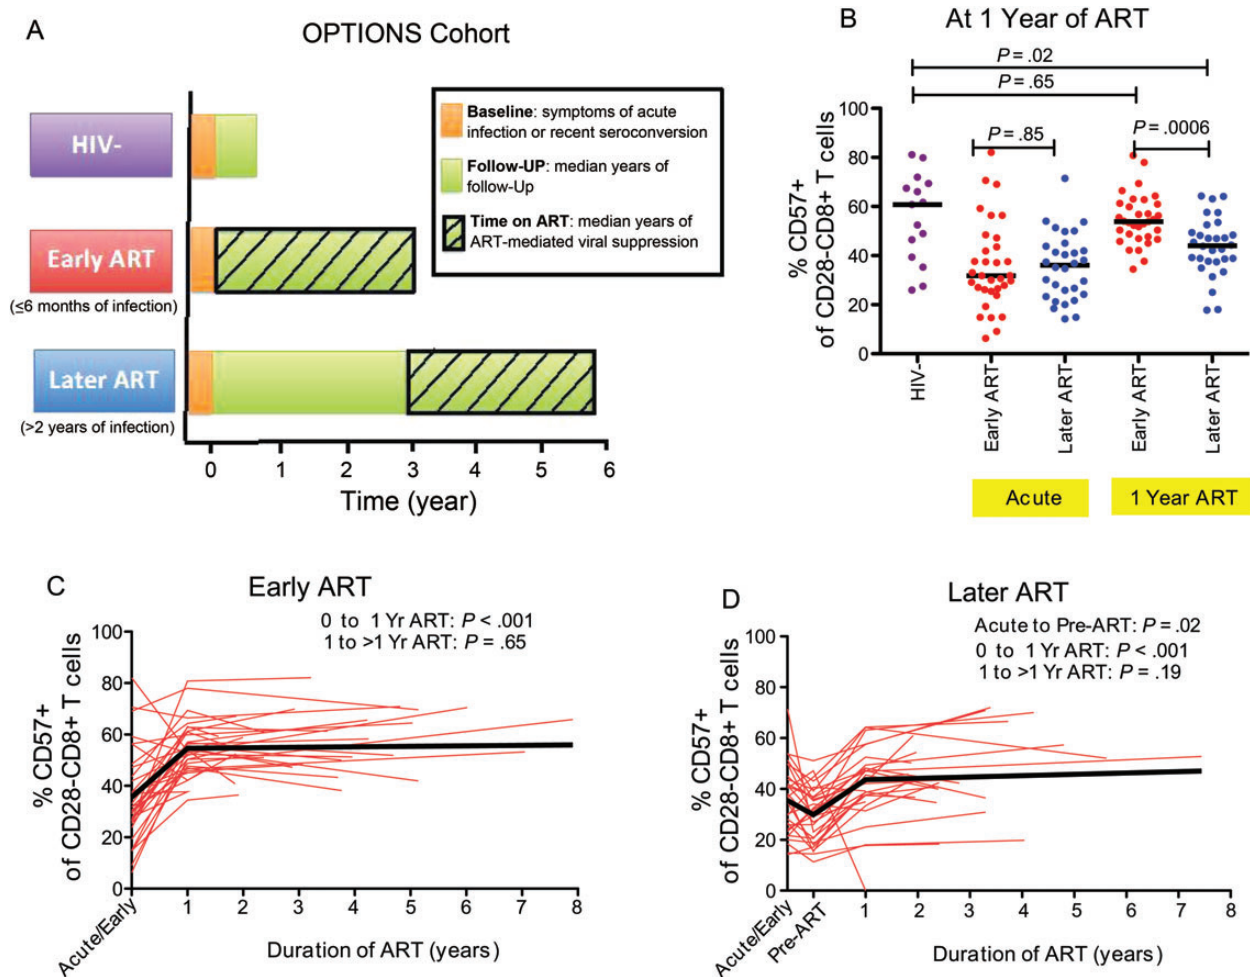 A
OPTIONS Cohort
HIV-
Early ART
(≤6 months of infection)
Later ART
(>2 years of infection)
Baseline: symptoms of acute
infection or recent seroconversion
Follow-UP: median years
of follow-Up
Time on ART: median years of
ART-mediated viral suppression
0 1 2 3 4 5 6
Time (year)
B
At 1 Year of ART
P = .02
P = .65
P = .85
P = .0006
% CD57+
of CD28-CD8+ T cells
100
80
60
40
20
0
HIV-
Early ART
Later ART
Early ART
Later ART
Acute
1 Year ART
C
Early ART
0 to 1 Yr ART: P < .001
1 to >1 Yr ART: P = .65
% CD57+
of CD28-CD8+ T cells
100
80
60
40
20
0
Acute/Early
1 2 3 4 5 6 7 8
Duration of ART (years)
D
Later ART
Acute to Pre-ART: P = .02
0 to 1 Yr ART: P < .001
1 to >1 Yr ART: P = .19
% CD57+
of CD28-CD8+ T cells
100
80
60
40
20
0
Acute/Early
Pre-ART
1 2 3 4 5 6 7 8
Duration of ART (years)